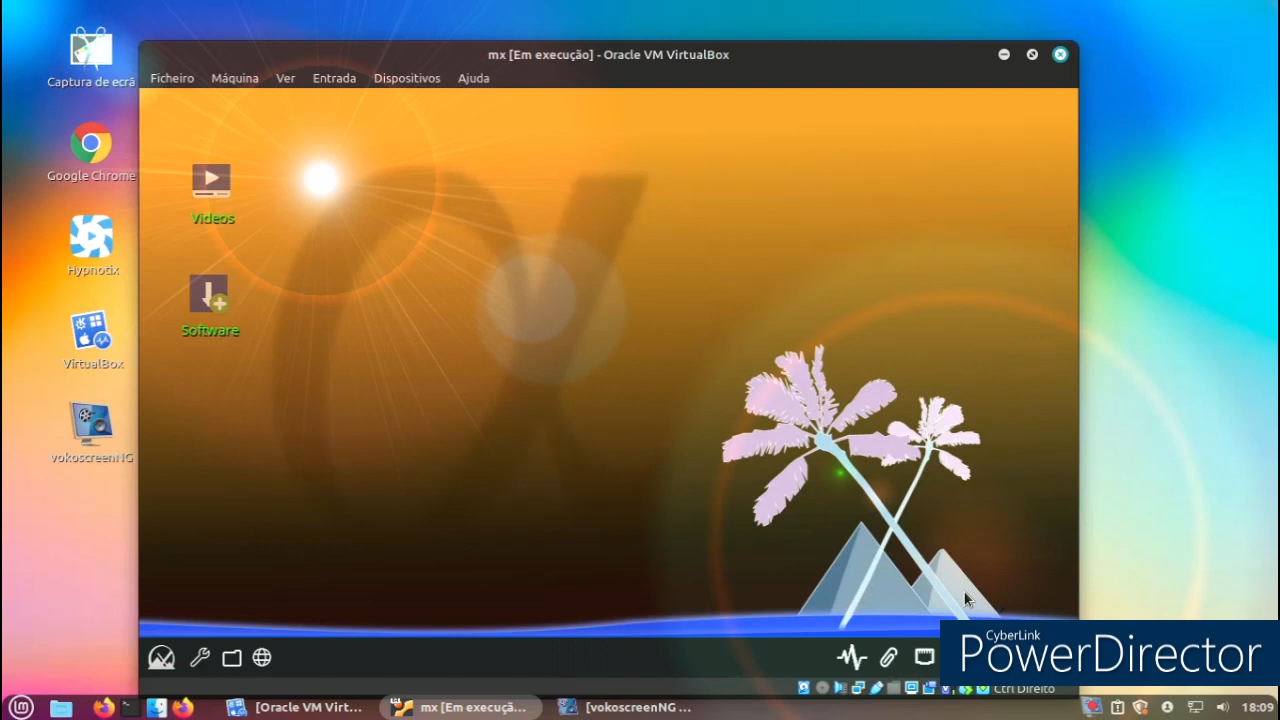 mx [Em execução] - Oracle VM VirtualBox
Ficheiro Máquina Ver Entrada Dispositivos Ajuda
Captura de ecrã
Google Chrome
Hypnotix
VirtualBox
vokoscreenNG
Videos
Software
CyberLink
PowerDirector
Ctrl Direito
[Oracle VM Virt... mx [Em execuçã... [vokoscreenNG ... 18:09